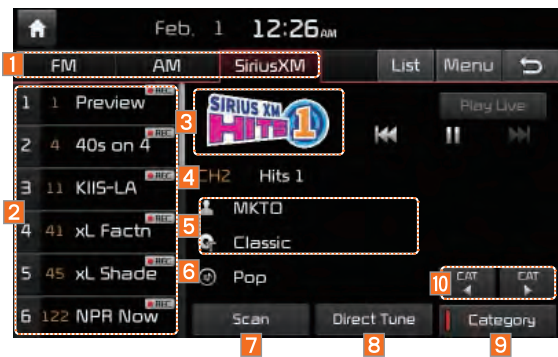 Feb. 1 12:26 AM
1 FM AM SiriusXM List Menu
2
1 1 Preview REC
2 4 40s on 4 REC
3 11 KIIS-LA REC
4 41 xL Factn REC
5 45 xL Shade REC
6 122 NPR Now REC
3 SIRIUS XM HITS 1
Play Live
4 CH2 Hits 1
5 MKTO
Classic
6 Pop
10 CAT CAT
Scan Direct Tune Category
7 8 9